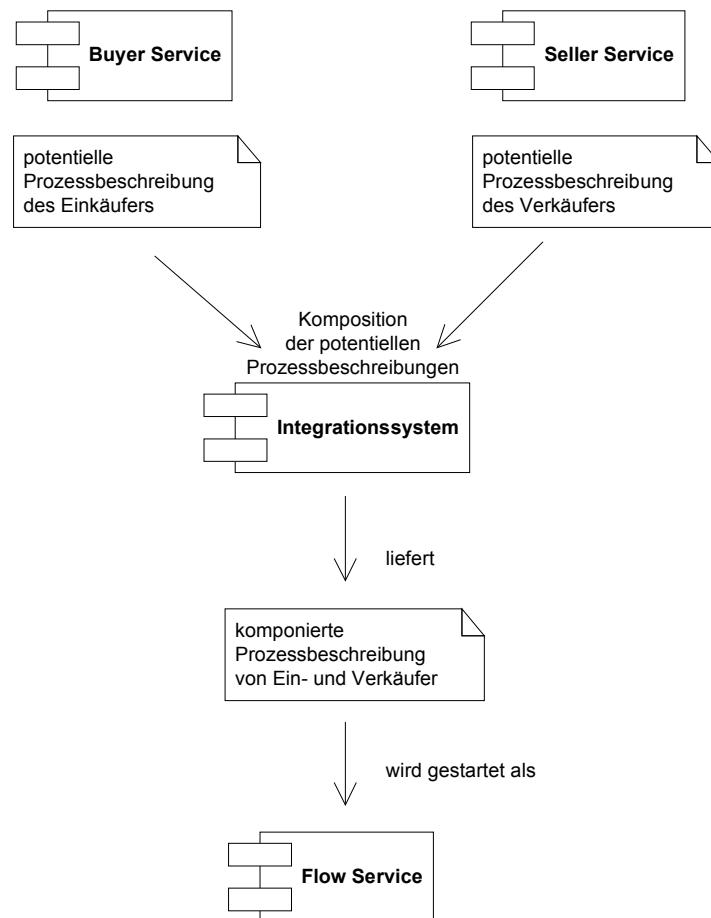 Buyer Service
Seller Service
potentielle
Prozessbeschreibung
des Einkäufers
potentielle
Prozessbeschreibung
des Verkäufers
Komposition
der potentiellen
Prozessbeschreibungen
Integrationssystem
liefert
komponierte
Prozessbeschreibung
von Ein- und Verkäufer
wird gestartet als
Flow Service